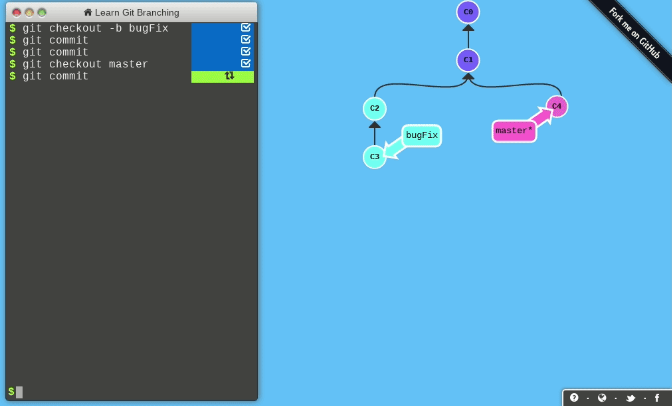 Learn Git Branching
$ git checkout -b bugFix
$ git commit
$ git commit
$ git checkout master
$ git commit
$
C0
C1
C2
C4
master*
bugFix
C3
Fork me on GitHub